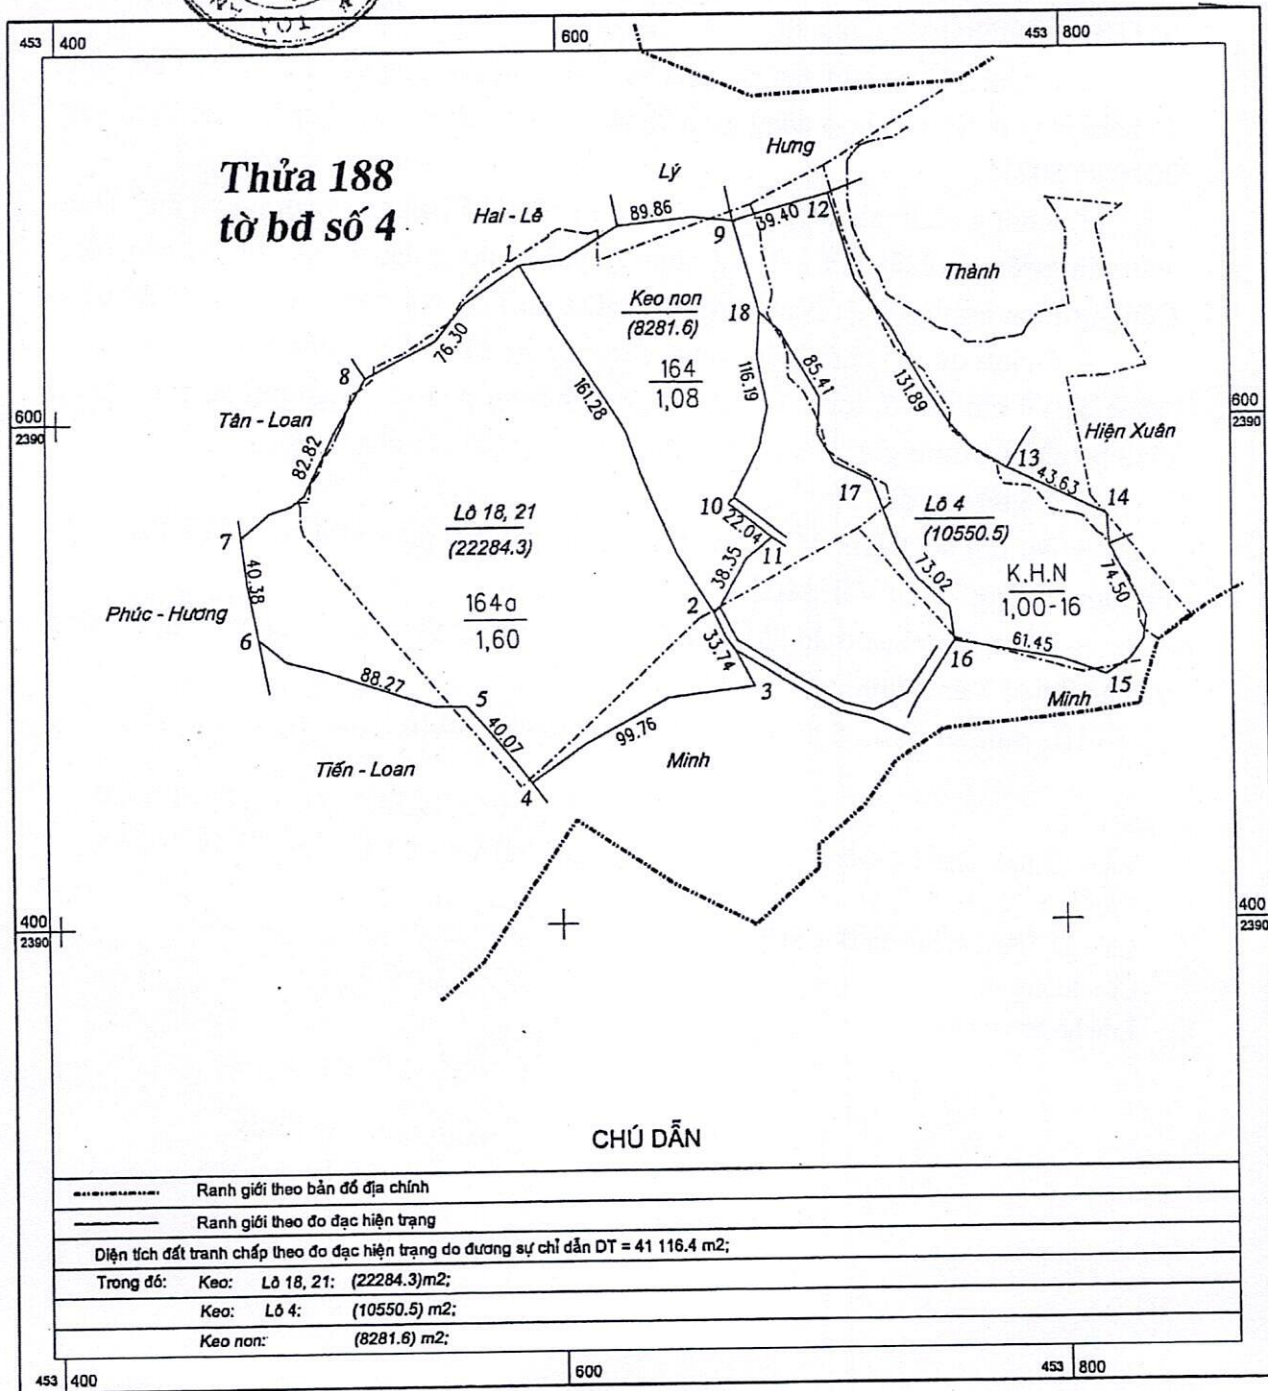 TOÀ
453 400
600
453 800
Thửa 188
tờ bđ số 4
Hưng
Lý
Hai - Lê
89.86
9
39.40
12
1
Thành
Keo non
(8281.6)
18
164
1,08
76.30
8
161.28
116.19
85.41
131.89
600
2390
600
2390
Tân - Loan
Hiện Xuân
82.82
13
43.63
14
17
10
Lô 18, 21
(22284.3)
Lô 4
(10550.5)
22.04
11
7
40.38
38.35
73.02
74.50
K.H.N
1,00-16
164a
1,60
Phúc - Hương
2
6
33.74
16
61.45
88.27
3
15
5
Minh
40.07
99.76
Minh
Tiến - Loan
4
400
2390
400
2390
CHÚ DẪN
Ranh giới theo bản đồ địa chính
Ranh giới theo đo đạc hiện trạng
Diện tích đất tranh chấp theo đo đạc hiện trạng do đương sự chỉ dẫn DT = 41 116.4 m2;
Trong đó: Keo: Lô 18, 21: (22284.3)m2;
Keo: Lô 4: (10550.5) m2;
Keo non: (8281.6) m2;
453 400
600
453 800